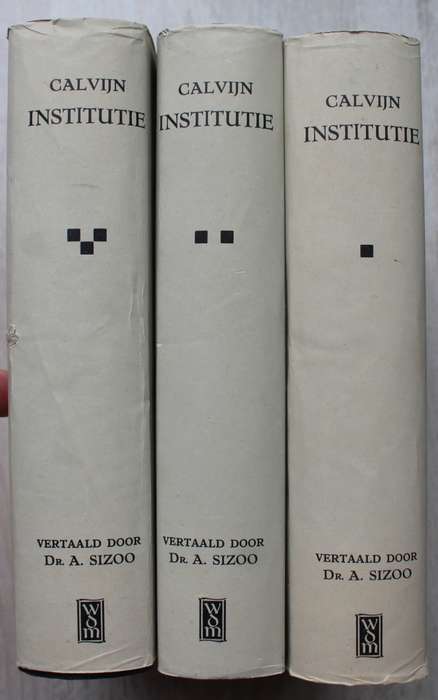 CALVIJN
INSTITUTIE
VERTAALD DOOR
DR. A. SIZOO
W
D
M
CALVIJN
INSTITUTIE
VERTAALD DOOR
DR. A. SIZOO
W
D
M
CALVIJN
INSTITUTIE
VERTAALD DOOR
DR. A. SIZOO
W
D
M